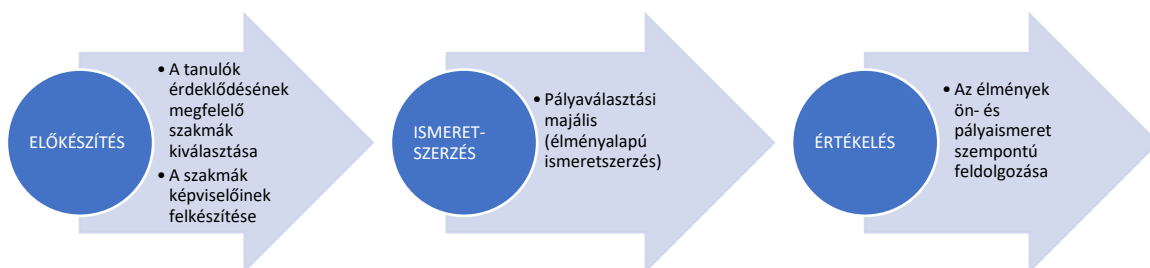 ELŐKÉSZÍTÉS
• A tanulók
érdeklődésének
megfelelő
szakmák
kiválasztása
• A szakmák
képviselőinek
felkészítése
ISMERET-
SZERZÉS
• Pályaválasztási
majális
(élményalapú
ismeretszerzés)
ÉRTÉKELÉS
• Az élmények
ön- és
pályaismeret
szempontú
feldolgozása